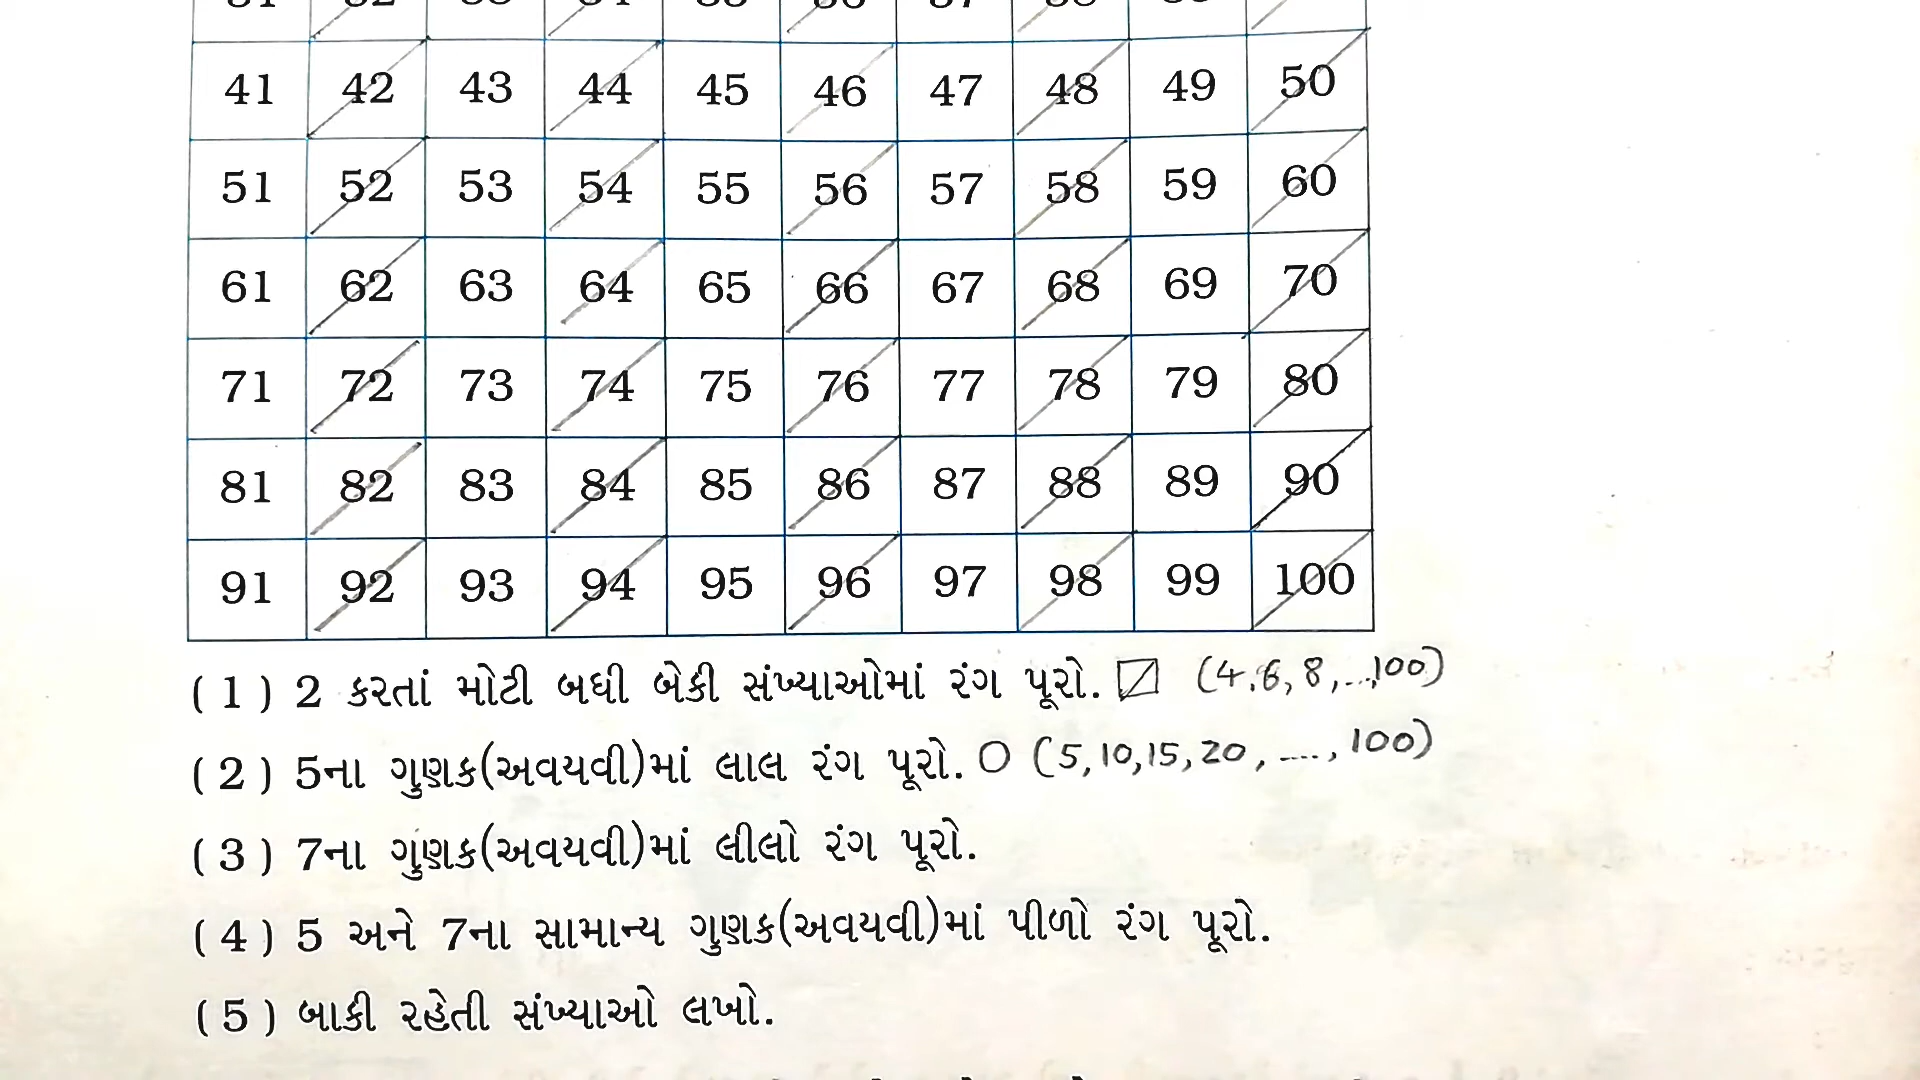 41 42 43 44 45 46 47 48 49 50
51 52 53 54 55 56 57 58 59 60
61 62 63 64 65 66 67 68 69 70
71 72 73 74 75 76 77 78 79 80
81 82 83 84 85 86 87 88 89 90
91 92 93 94 95 96 97 98 99 100
( 1 ) 2 કરતાં મોટી બધી બેકી સંખ્યાઓમાં રંગ પૂરો. (4,6,8,...,100)
( 2 ) 5ના ગુણક(અવયવી)માં લાલ રંગ પૂરો. O (5,10,15,20, ...., 100)
( 3 ) 7ના ગુણક(અવયવી)માં લીલો રંગ પૂરો.
( 4 ) 5 અને 7ના સામાન્ય ગુણક(અવયવી)માં પીળો રંગ પૂરો.
( 5 ) બાકી રહેતી સંખ્યાઓ લખો.